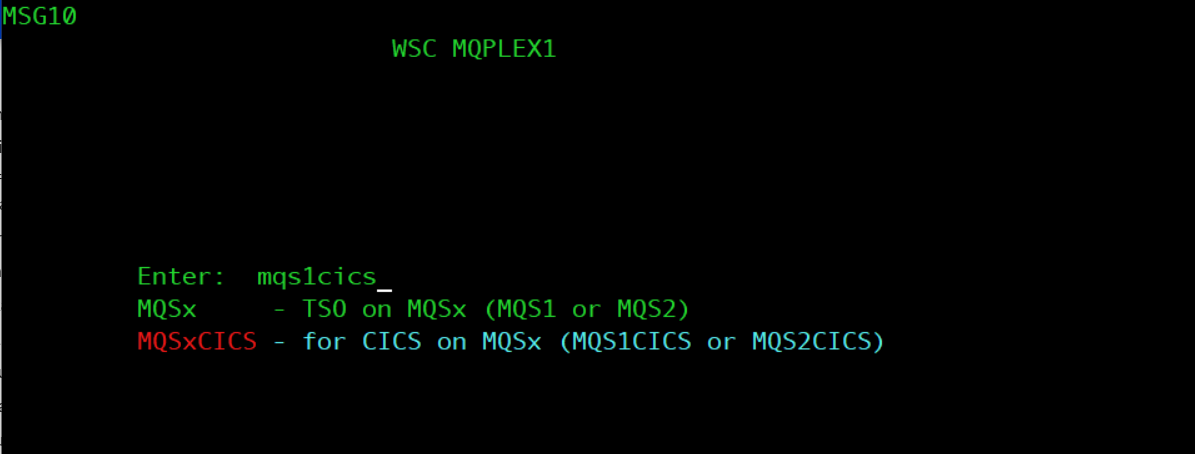 MSG10
WSC MQPLEX1
Enter: mqs1cics_
MQSx - TSO on MQSx (MQS1 or MQS2)
MQSxCICS - for CICS on MQSx (MQS1CICS or MQS2CICS)